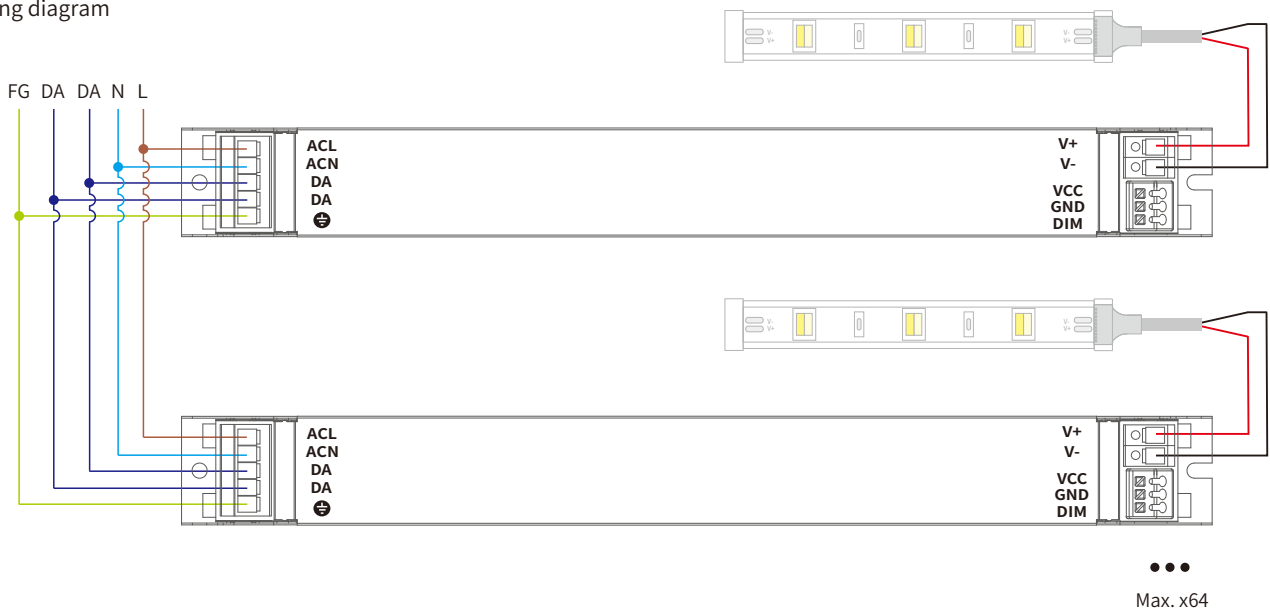 ng diagram
V-
V+
V-
V+
FG DA DA N L
ACL
ACN
DA
DA
V+
V-
VCC
GND
DIM
V-
V+
V-
V+
ACL
ACN
DA
DA
V+
V-
VCC
GND
DIM
Max. x64